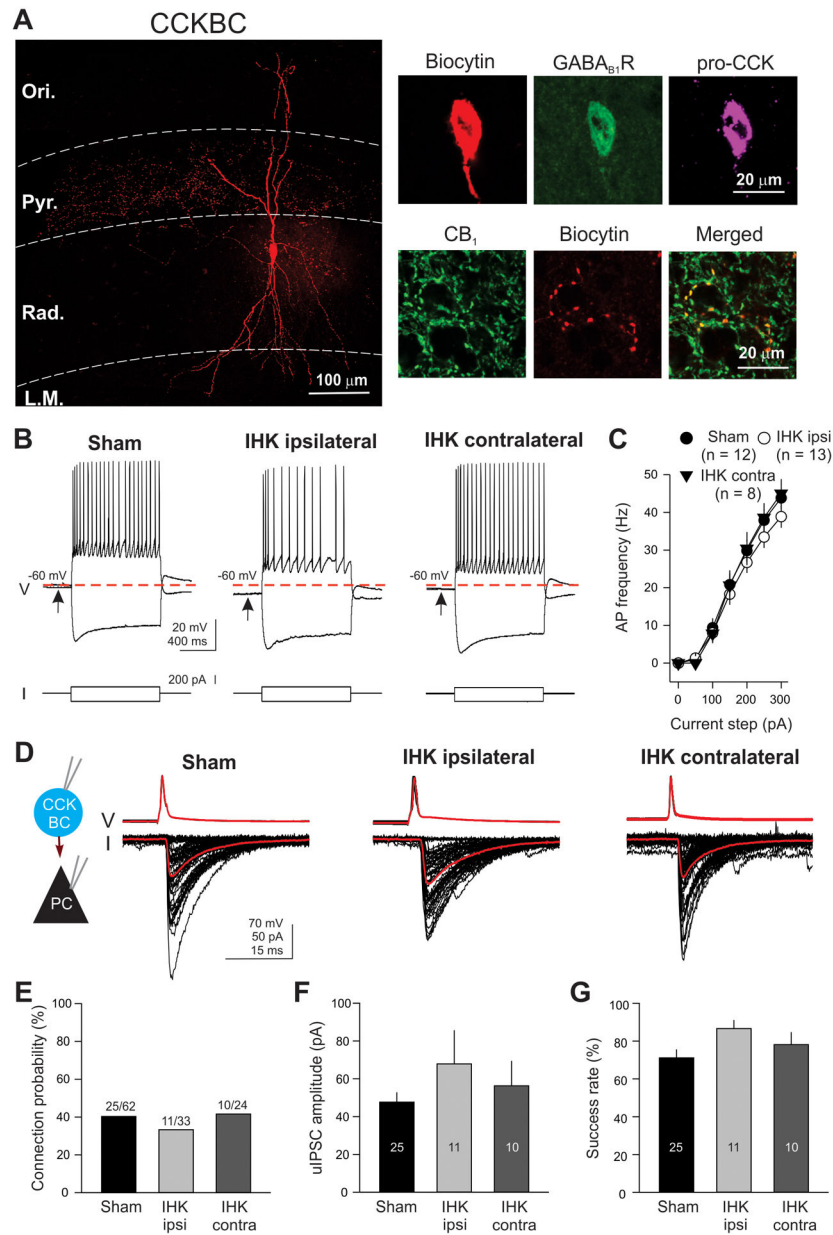 A
CCKBC
Ori.
Pyr.
Rad.
L.M.
100 µm
Biocytin
GABAB1R
pro-CCK
20 µm
CB1
Biocytin
Merged
20 µm
B
Sham
IHK ipsilateral
IHK contralateral
V
-60 mV
-60 mV
-60 mV
20 mV
400 ms
I
200 pA
C
Sham
(n = 12)
IHK ipsi
(n = 13)
IHK contra
(n = 8)
AP frequency (Hz)
50
40
30
20
10
0
0
100
200
300
Current step (pA)
D
Sham
IHK ipsilateral
IHK contralateral
CCK
BC
PC
V
I
70 mV
50 pA
15 ms
E
Connection probability (%)
100
80
60
40
20
0
25/62
11/33
10/24
Sham
IHK
ipsi
IHK
contra
F
uIPSC amplitude (pA)
100
80
60
40
20
0
25
11
10
Sham
IHK
ipsi
IHK
contra
G
Success rate (%)
100
80
60
40
20
0
25
11
10
Sham
IHK
ipsi
IHK
contra